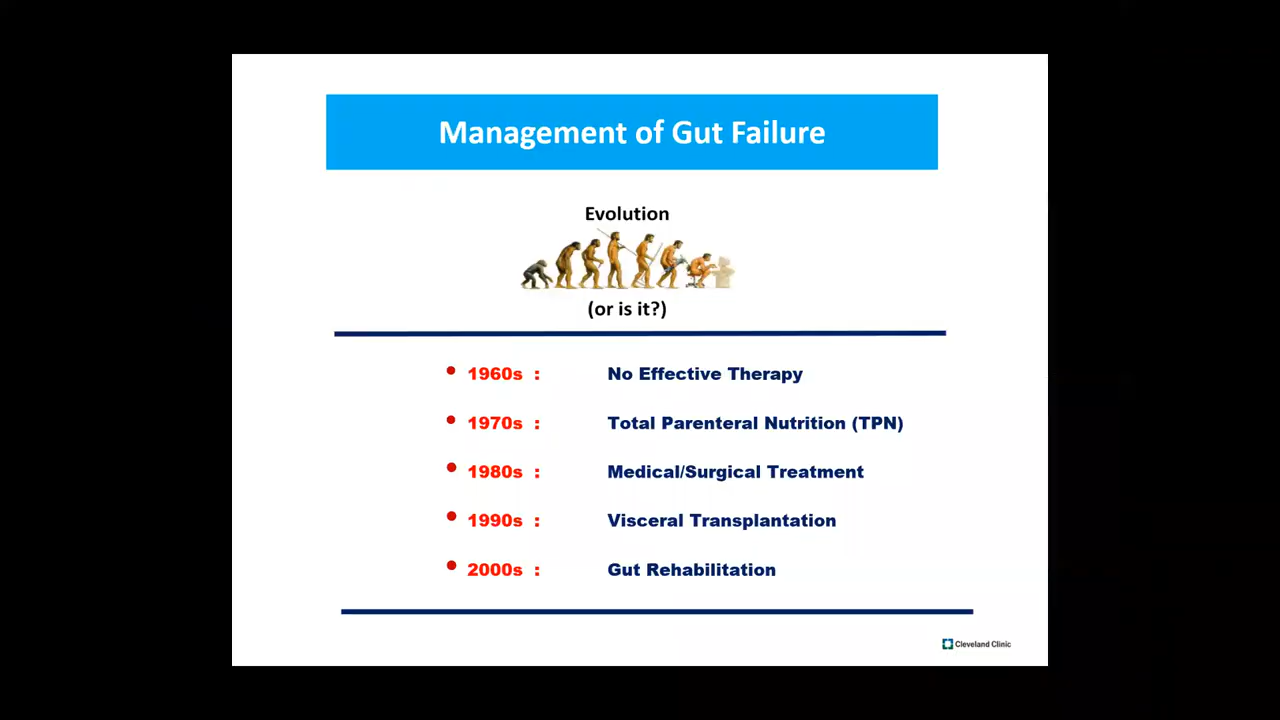 Management of Gut Failure
Evolution
(or is it?)
• 1960s : No Effective Therapy
• 1970s : Total Parenteral Nutrition (TPN)
• 1980s : Medical/Surgical Treatment
• 1990s : Visceral Transplantation
• 2000s : Gut Rehabilitation
Cleveland Clinic